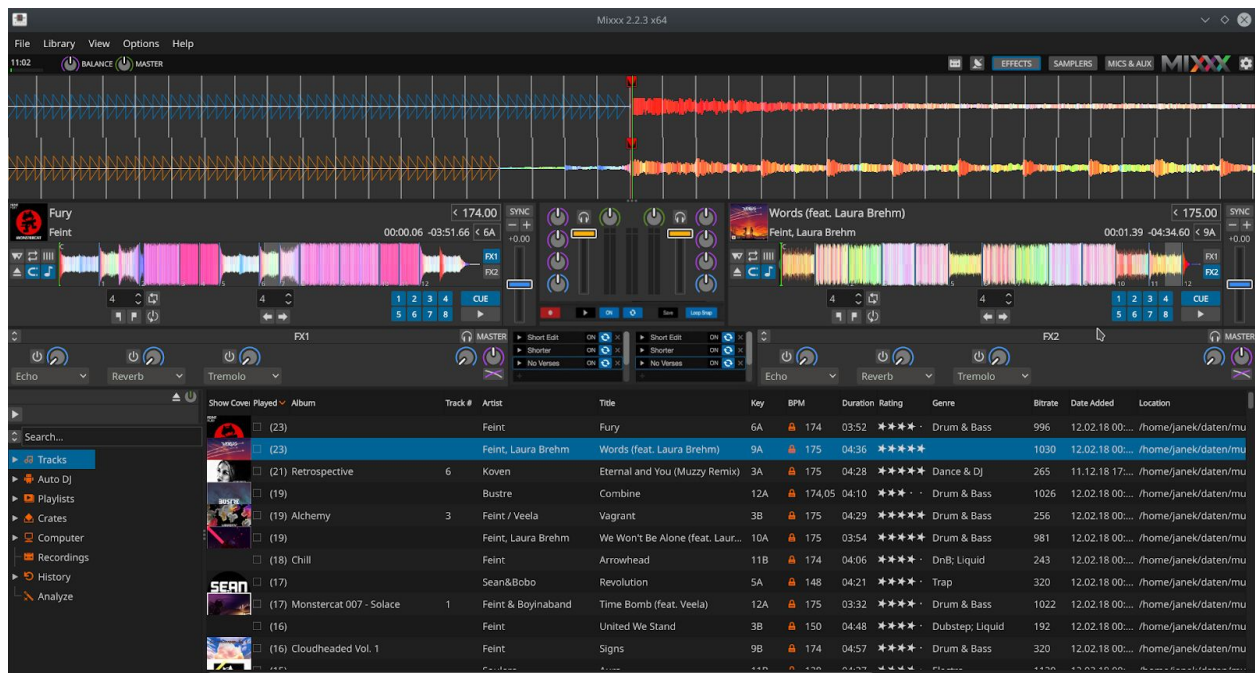 Mixxx 2.2.3 x64
File Library View Options Help
11:02 BALANCE MASTER EFFECTS SAMPLERS MICS & AUX MIXXX
Fury < 174.00 SYNC
Feint 00:00.06 -03:51.66 < 6A
+0.00
FX1
FX2
4 4 1 2 3 4 CUE
5 6 7 8
ON Save Loop Snap
Words (feat. Laura Brehm) < 175.00 SYNC
Feint, Laura Brehm 00:01.39 -04:34.60 < 9A
+0.00
FX1
FX2
4 4 1 2 3 4 CUE
5 6 7 8
FX1 MASTER
Echo Reverb Tremolo
Short Edit ON Short Edit ON
Shorter ON Shorter ON
No Verses ON No Verses ON
FX2 MASTER
Echo Reverb Tremolo
Search...
Tracks
Auto DJ
Playlists
Crates
Computer
Recordings
History
Analyze
Show Cover Played Album Track # Artist Title Key BPM Duration Rating Genre Bitrate Date Added Location
(23) Feint Fury 6A 174 03:52 Drum & Bass 996 12.02.18 00:... /home/janek/daten/mu
(23) Feint, Laura Brehm Words (feat. Laura Brehm) 9A 175 04:36 1030 12.02.18 00:... /home/janek/daten/mu
(21) Retrospective 6 Koven Eternal and You (Muzzy Remix) 3A 175 04:28 Dance & DJ 265 11.12.18 17:... /home/janek/daten/mu
(19) Bustre Combine 12A 174,05 04:10 Drum & Bass 1026 12.02.18 00:... /home/janek/daten/mu
(19) Alchemy 3 Feint / Veela Vagrant 3B 175 04:29 Drum & Bass 256 12.02.18 00:... /home/janek/daten/mu
(19) Feint, Laura Brehm We Won't Be Alone (feat. Laur... 10A 175 03:54 Drum & Bass 981 12.02.18 00:... /home/janek/daten/mu
(18) Chill Feint Arrowhead 11B 174 04:06 DnB; Liquid 243 12.02.18 00:... /home/janek/daten/mu
(17) Sean&Bobo Revolution 5A 148 04:21 Trap 320 12.02.18 00:... /home/janek/daten/mu
(17) Monstercat 007 - Solace 1 Feint & Boyinaband Time Bomb (feat. Veela) 12A 175 03:32 Drum & Bass 1022 12.02.18 00:... /home/janek/daten/mu
(16) Feint United We Stand 3B 150 04:48 Dubstep; Liquid 192 12.02.18 00:... /home/janek/daten/mu
(16) Cloudheaded Vol. 1 Feint Signs 9B 174 04:57 Drum & Bass 320 12.02.18 00:... /home/janek/daten/mu